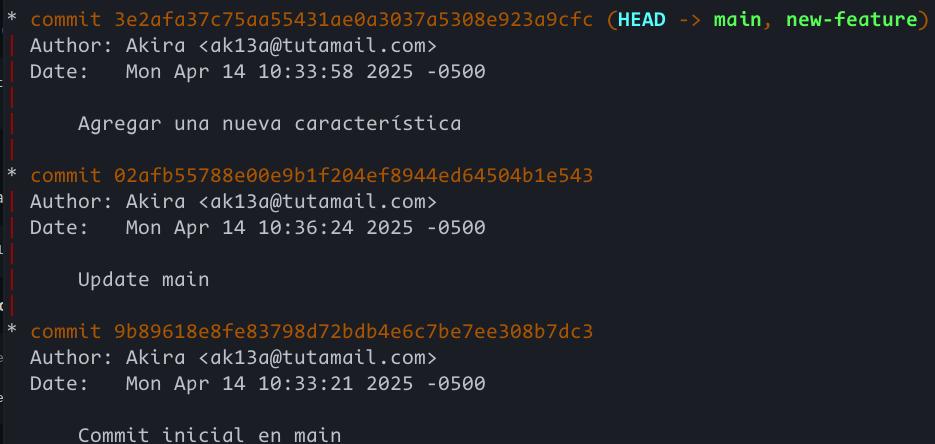 * commit 3e2afa37c75aa55431ae0a3037a5308e923a9cfc (HEAD -> main, new-feature)
| Author: Akira <ak13a@tutamail.com>
| Date:   Mon Apr 14 10:33:58 2025 -0500
|
|     Agregar una nueva característica
|
* commit 02afb55788e00e9b1f204ef8944ed64504b1e543
| Author: Akira <ak13a@tutamail.com>
| Date:   Mon Apr 14 10:36:24 2025 -0500
|
|     Update main
|
* commit 9b89618e8fe83798d72bdb4e6c7be7ee308b7dc3
Author: Akira <ak13a@tutamail.com>
Date:   Mon Apr 14 10:33:21 2025 -0500
Commit inicial en main